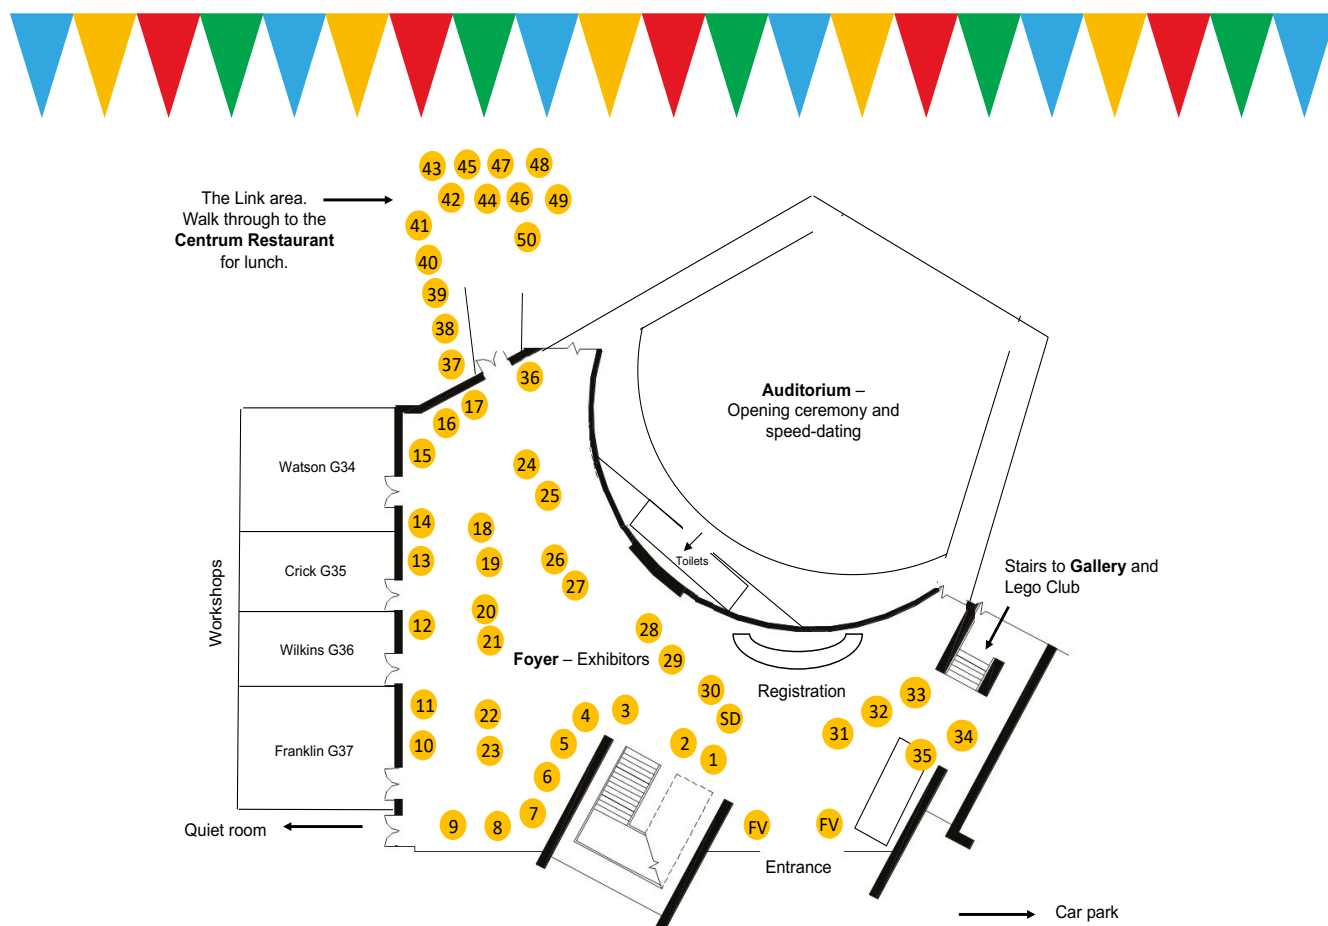 43
45
47
48
The Link area.
Walk through to the
Centrum Restaurant
for lunch.
42
44
46
49
41
50
40
39
38
37
36
17
16
15
Auditorium –
Opening ceremony and
speed-dating
Watson G34
24
25
14
18
13
19
Crick G35
26
27
Toilets
Stairs to Gallery and
Lego Club
Workshops
12
20
21
Wilkins G36
28
29
Foyer – Exhibitors
30
SD
Registration
33
32
31
34
35
11
10
22
23
Franklin G37
4
3
5
6
7
2
1
9
8
FV
FV
Quiet room
Entrance
Car park